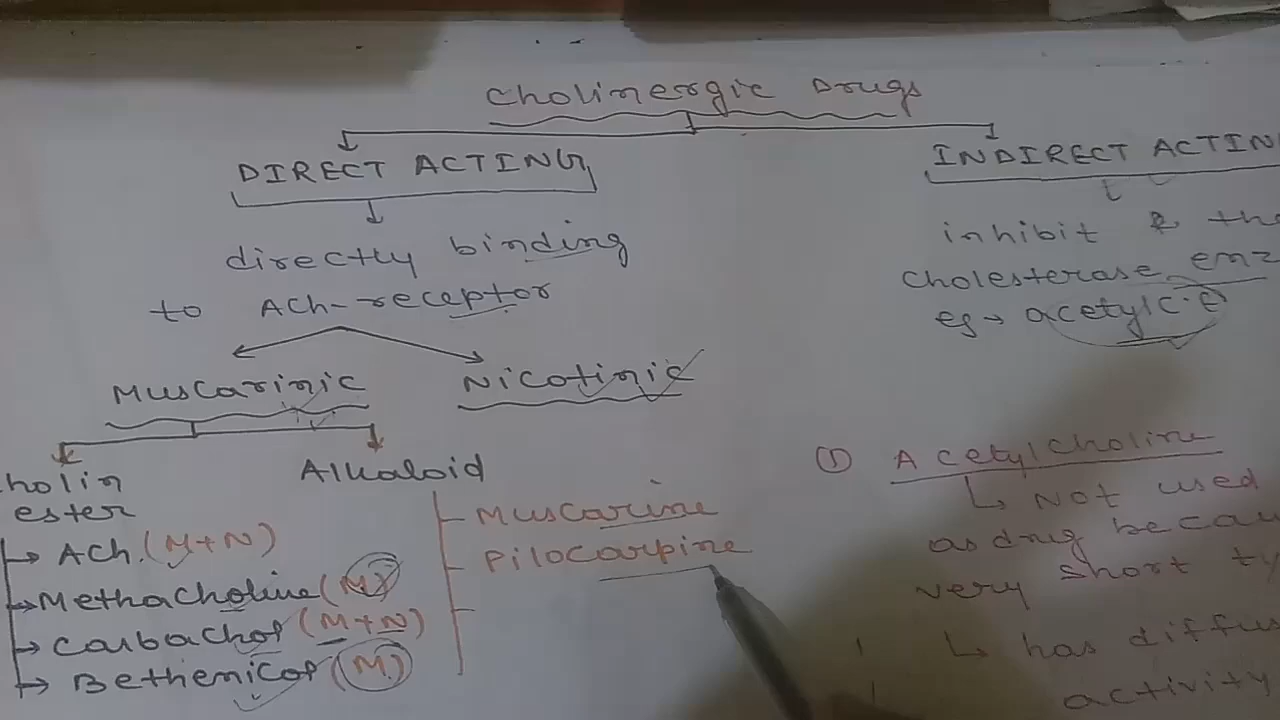 Cholinergic Drugs
DIRECT ACTING
directly binding
to ACh-receptor
Muscarinic
Nicotinic
holin
ester
Alkaloid
→ ACh. (M+N)
→ Methacholine (M)
→ Carbachol (M+N)
→ Bethenicol (M)
Muscarine
Pilocarpine
INDIRECT ACTIN
inhibit & the
cholesterase enz
eg → acetylc.E
① Acetylcholine
↳ NOT used
as drug becau
very short t
↳ has diffus
activity.